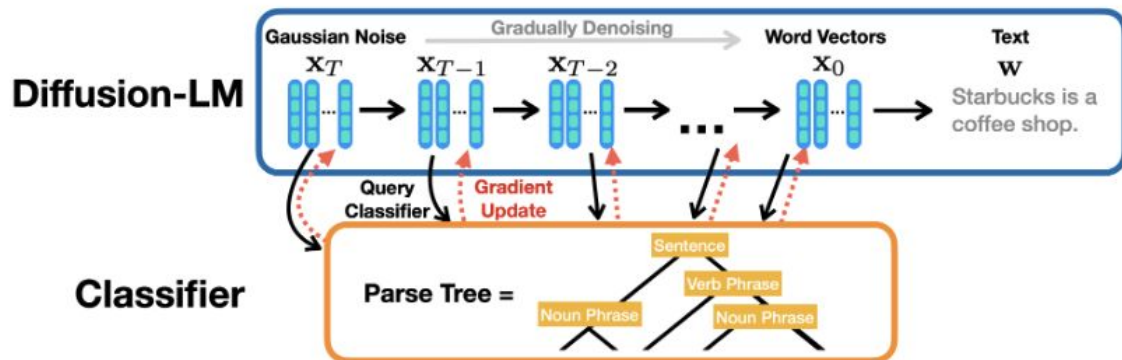 Gradually Denoising
Gaussian Noise
Word Vectors
Text
x_T
x_{T-1}
x_{T-2}
x_0
w
Diffusion-LM
...
...
...
...
...
Starbucks is a
coffee shop.
Query
Classifier
Gradient
Update
Classifier
Parse Tree =
Sentence
Verb Phrase
Noun Phrase
Noun Phrase